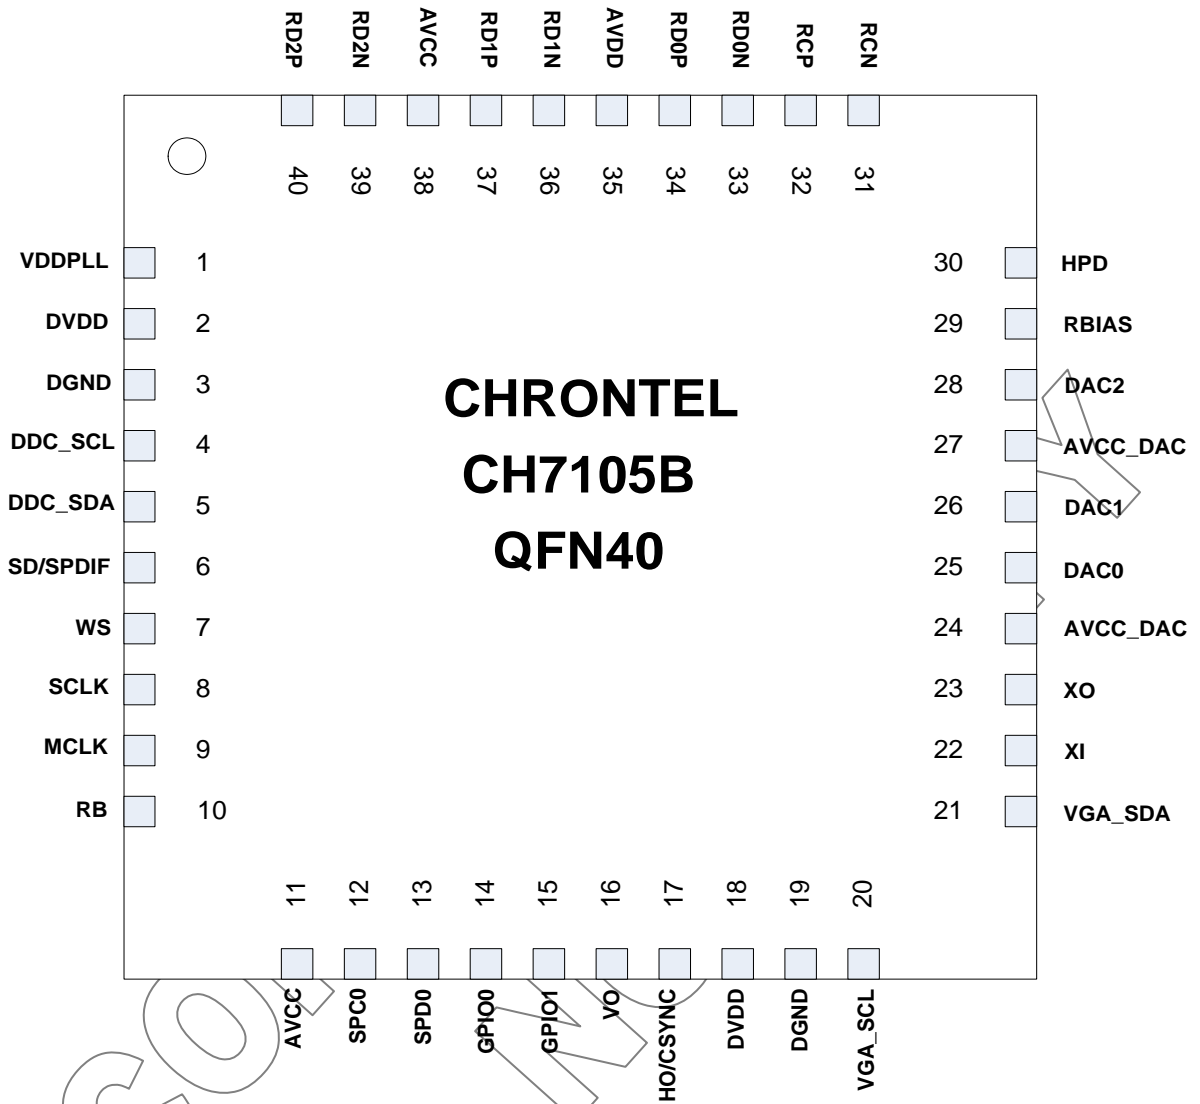 RD2P
RD2N
AVCC
RD1P
RD1N
AVDD
RD0P
RD0N
RCP
RCN
40
39
38
37
36
35
34
33
32
31
VDDPLL 1
DVDD 2
DGND 3
DDC_SCL 4
DDC_SDA 5
SD/SPDIF 6
WS 7
SCLK 8
MCLK 9
RB 10
CHRONTEL
CH7105B
QFN40
30 HPD
29 RBIAS
28 DAC2
27 AVCC_DAC
26 DAC1
25 DAC0
24 AVCC_DAC
23 XO
22 XI
21 VGA_SDA
11
12
13
14
15
16
17
18
19
20
AVCC
SPC0
SPD0
GPIO0
GPIO1
VO
HO/CSYNC
DVDD
DGND
VGA_SCL